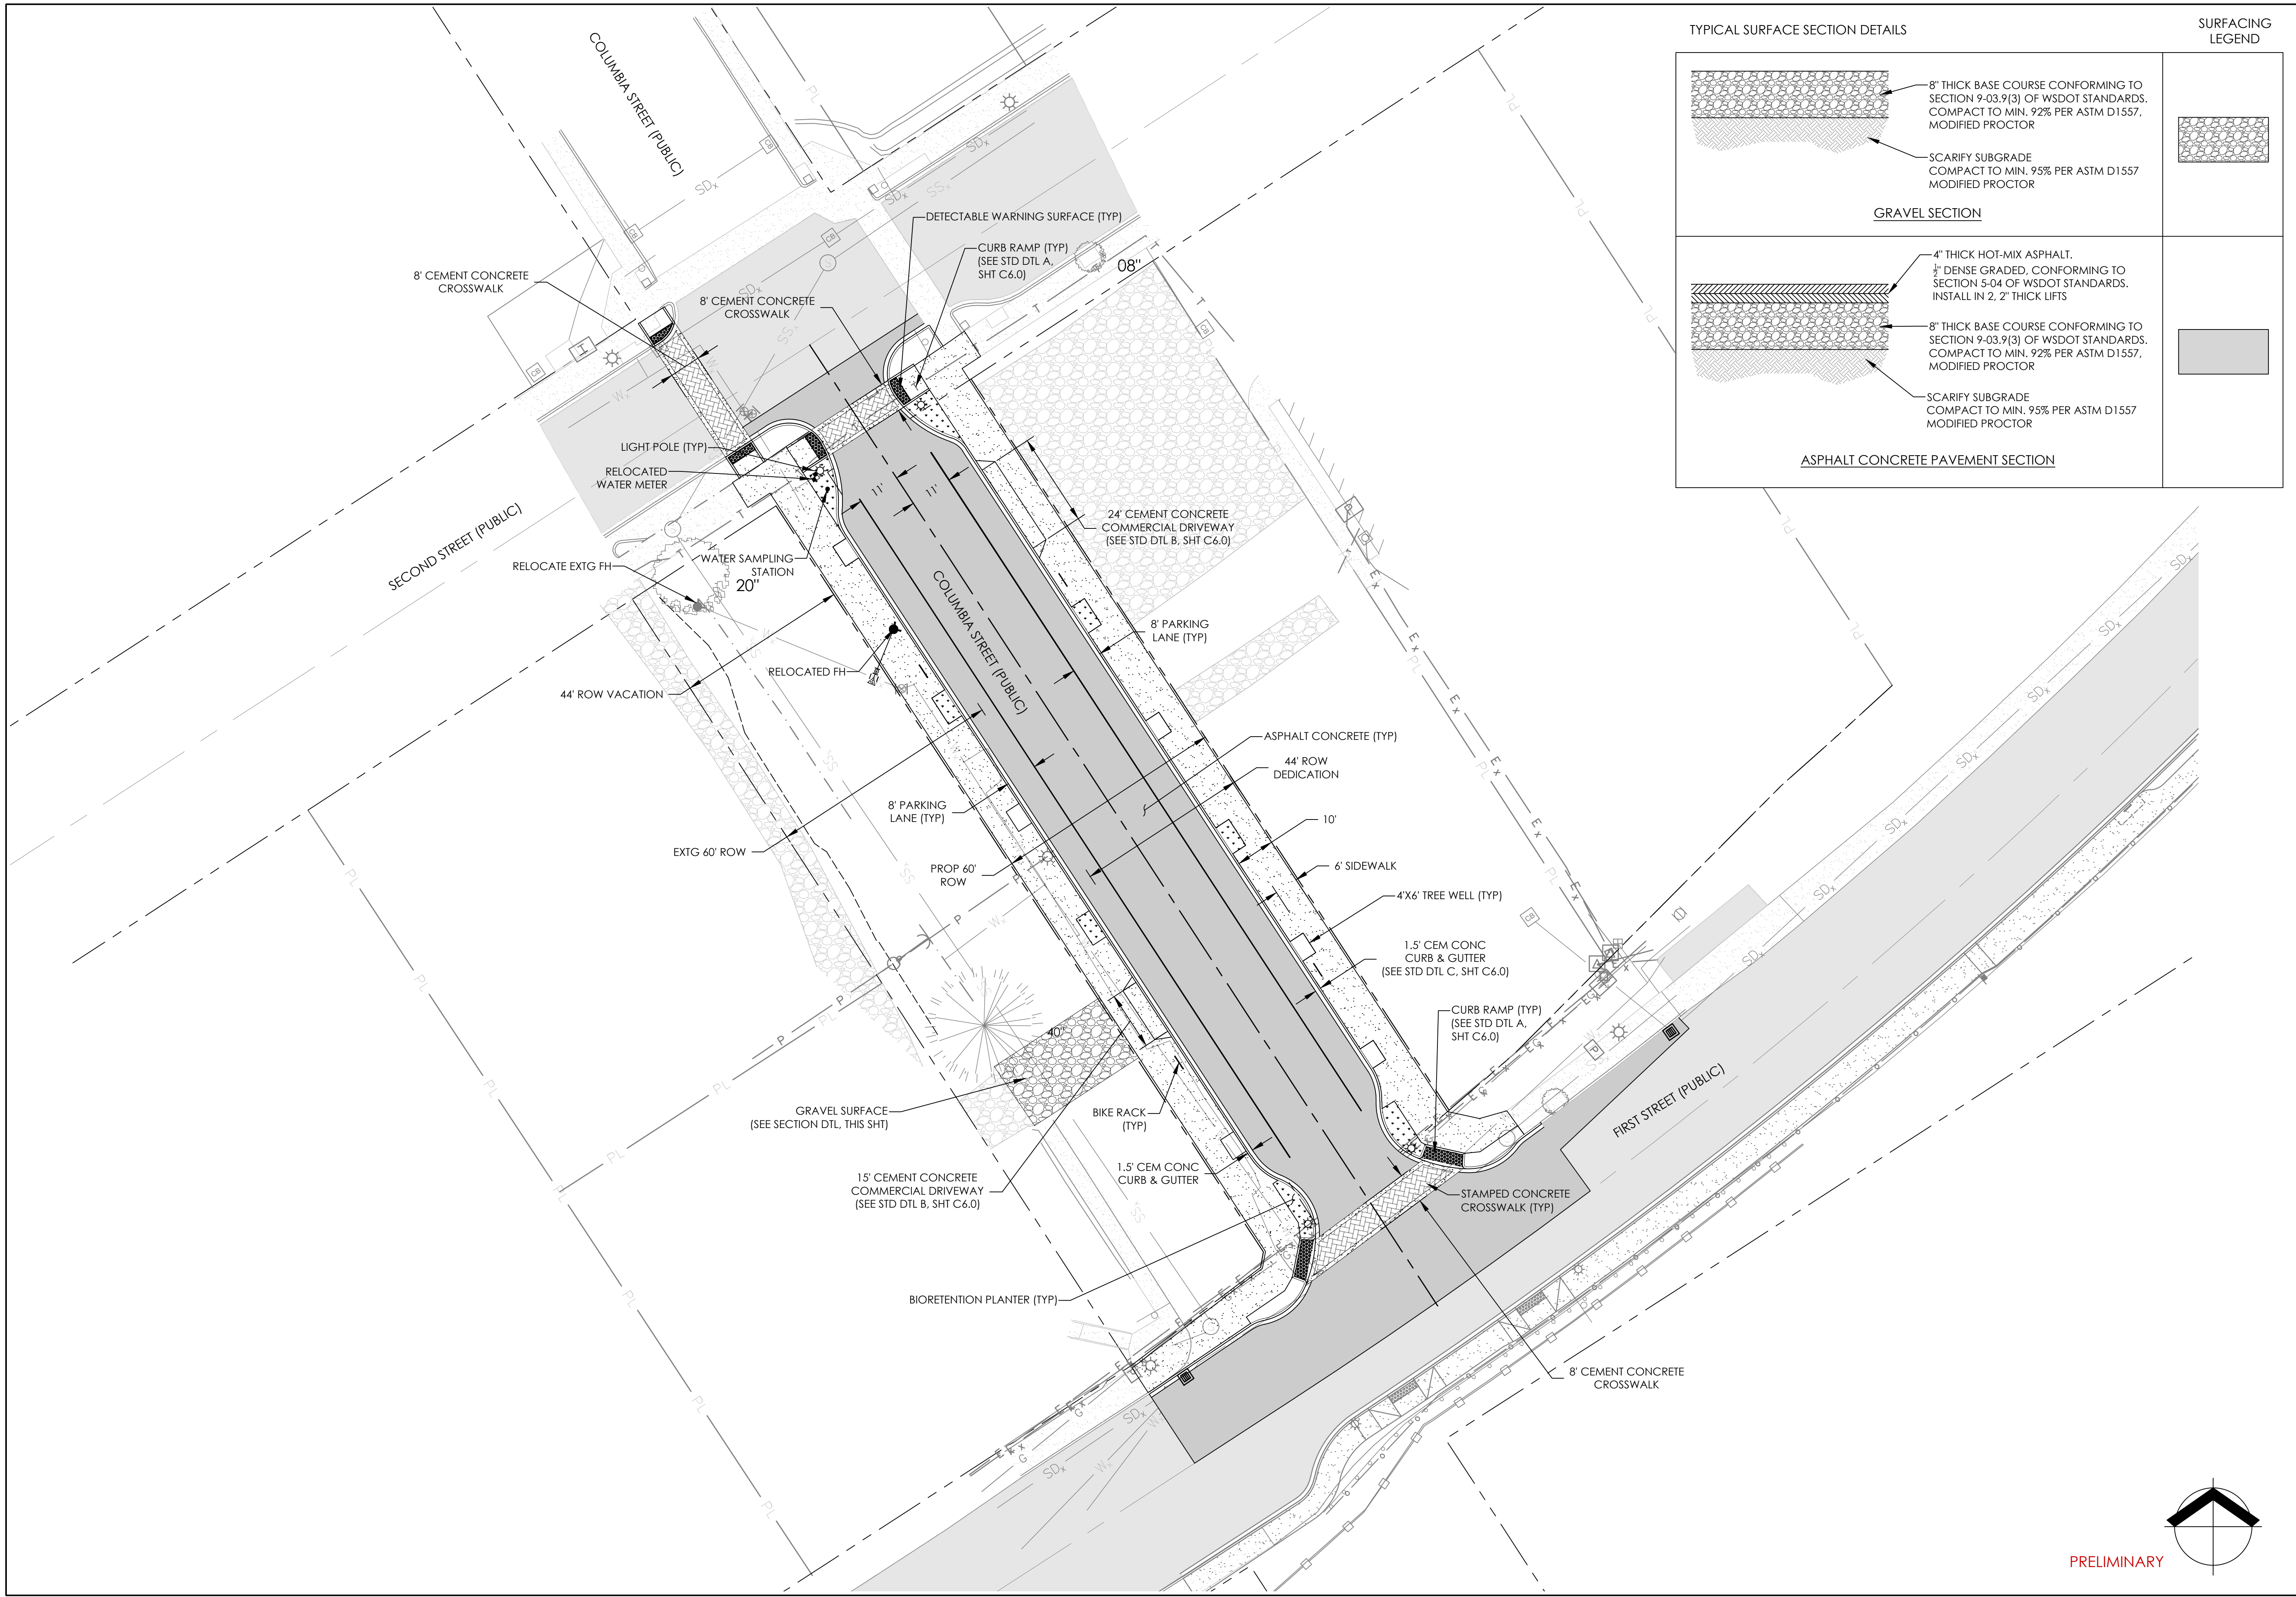 TYPICAL SURFACE SECTION DETAILS
SURFACING
LEGEND
8" THICK BASE COURSE CONFORMING TO
SECTION 9-03.9(3) OF WSDOT STANDARDS.
COMPACT TO MIN. 92% PER ASTM D1557,
MODIFIED PROCTOR
SCARIFY SUBGRADE
COMPACT TO MIN. 95% PER ASTM D1557
MODIFIED PROCTOR
GRAVEL SECTION
4" THICK HOT-MIX ASPHALT.
½" DENSE GRADED, CONFORMING TO
SECTION 5-04 OF WSDOT STANDARDS.
INSTALL IN 2, 2" THICK LIFTS
8" THICK BASE COURSE CONFORMING TO
SECTION 9-03.9(3) OF WSDOT STANDARDS.
COMPACT TO MIN. 92% PER ASTM D1557,
MODIFIED PROCTOR
SCARIFY SUBGRADE
COMPACT TO MIN. 95% PER ASTM D1557
MODIFIED PROCTOR
ASPHALT CONCRETE PAVEMENT SECTION
COLUMBIA STREET (PUBLIC)
DETECTABLE WARNING SURFACE (TYP)
CURB RAMP (TYP)
(SEE STD DTL A,
SHT C6.0)
08"
8' CEMENT CONCRETE
CROSSWALK
8' CEMENT CONCRETE
CROSSWALK
LIGHT POLE (TYP)
RELOCATED
WATER METER
11'
11'
SECOND STREET (PUBLIC)
24' CEMENT CONCRETE
COMMERCIAL DRIVEWAY
(SEE STD DTL B, SHT C6.0)
WATER SAMPLING
STATION
RELOCATE EXTG FH
20"
COLUMBIA STREET (PUBLIC)
8' PARKING
LANE (TYP)
RELOCATED FH
44' ROW VACATION
ASPHALT CONCRETE (TYP)
44' ROW
DEDICATION
8' PARKING
LANE (TYP)
10'
EXTG 60' ROW
PROP 60'
ROW
6' SIDEWALK
4'X6' TREE WELL (TYP)
1.5' CEM CONC
CURB & GUTTER
(SEE STD DTL C, SHT C6.0)
40"
CURB RAMP (TYP)
(SEE STD DTL A,
SHT C6.0)
FIRST STREET (PUBLIC)
GRAVEL SURFACE
(SEE SECTION DTL, THIS SHT)
BIKE RACK
(TYP)
15' CEMENT CONCRETE
COMMERCIAL DRIVEWAY
(SEE STD DTL B, SHT C6.0)
1.5' CEM CONC
CURB & GUTTER
STAMPED CONCRETE
CROSSWALK (TYP)
BIORETENTION PLANTER (TYP)
8' CEMENT CONCRETE
CROSSWALK
PRELIMINARY